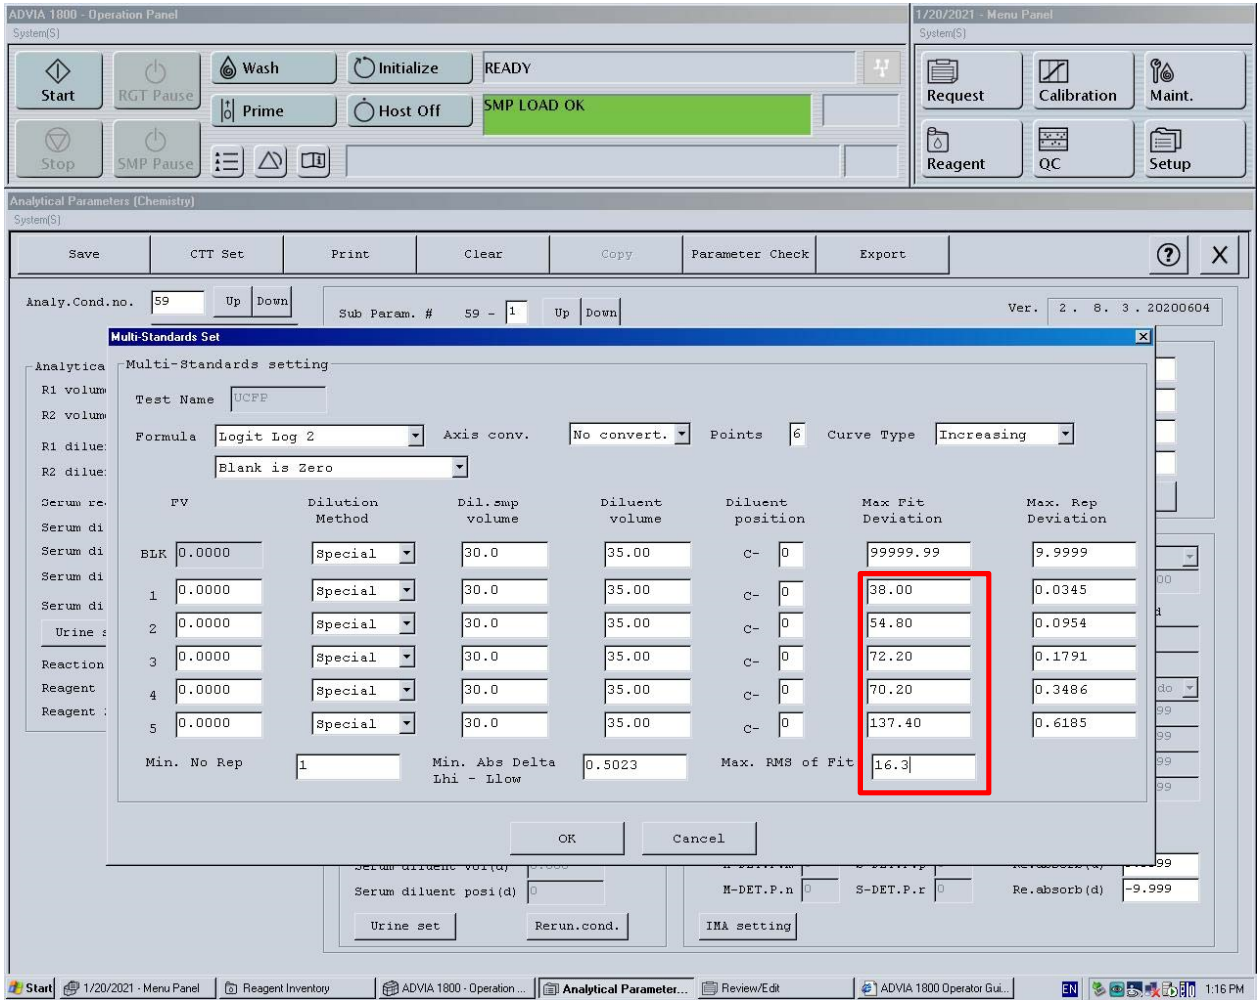 ADVIA 1800 - Operation Panel
System(S)
Start
RGT Pause
Wash
Initialize
READY
Prime
Host Off
SMP LOAD OK
Stop
SMP Pause
1/20/2021 - Menu Panel
System(S)
Request
Calibration
Maint.
Reagent
QC
Setup
Analytical Parameters (Chemistry)
System(S)
Save CTT Set Print Clear Copy Parameter Check Export ? X
Analy.Cond.no. 59 Up Down
Sub Param. # 59 - 1 Up Down
Ver. 2 . 8. 3 . 20200604
Multi-Standards Set
Analytica
R1 volum
R2 volum
R1 dilue
R2 dilue
Serum re
Serum di
Serum di
Serum di
Serum di
Urine s
Reaction
Reagent
Reagent
Multi-Standards setting
Test Name UCFP
Formula Logit Log 2 Axis conv. No convert. Points 6 Curve Type Increasing
Blank is Zero
FV Dilution Method Dil.smp volume Diluent volume Diluent position Max Fit Deviation Max. Rep Deviation
BLK 0.0000 Special 30.0 35.00 C- 0 99999.99 9.9999
1 0.0000 Special 30.0 35.00 C- 0 38.00 0.0345
2 0.0000 Special 30.0 35.00 C- 0 54.80 0.0954
3 0.0000 Special 30.0 35.00 C- 0 72.20 0.1791
4 0.0000 Special 30.0 35.00 C- 0 70.20 0.3486
5 0.0000 Special 30.0 35.00 C- 0 137.40 0.6185
Min. No Rep 1 Min. Abs Delta Lhi - Llow 0.5023 Max. RMS of Fit 16.3
OK Cancel
00
do
99
99
99
99
Serum diluent posi(d) 0
M-DET.P.n 0 S-DET.P.r 0 Re.absorb(d) -9.999
Urine set Rerun.cond. IMA setting
Start 1/20/2021 - Menu Panel Reagent Inventory ADVIA 1800 - Operation ... Analytical Parameter... Review/Edit ADVIA 1800 Operator Gui... EN 1:16 PM